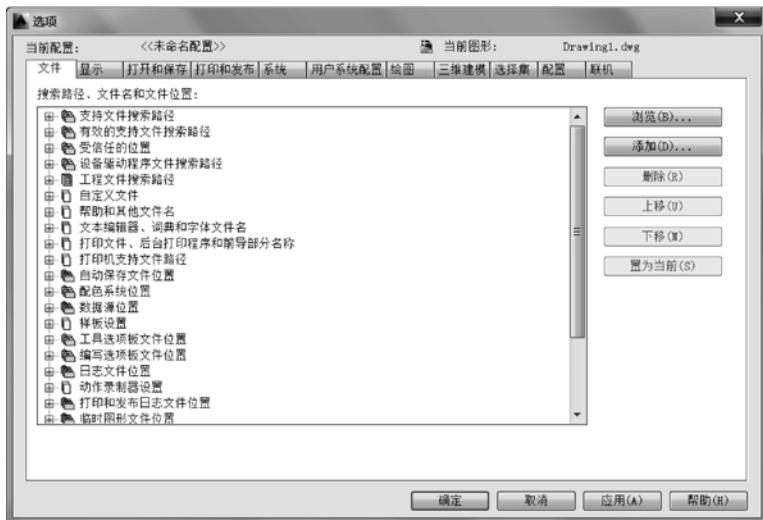 选项
当前配置: <<未命名配置>> 当前图形: Drawing1.dwg
文件 显示 打开和保存 打印和发布 系统 用户系统配置 绘图 三维建模 选择集 配置 联机
搜索路径、文件名和文件位置:
支持文件搜索路径
有效的支持文件搜索路径
受信任的位置
设备驱动程序文件搜索路径
工程文件搜索路径
自定义文件
帮助和其他文件名
文本编辑器、词典和字体文件名
打印文件、后台打印程序和前导部分名称
打印机支持文件路径
自动保存文件位置
配色系统位置
数据源位置
样板设置
工具选项板文件位置
编写选项板文件位置
日志文件位置
动作录制器设置
打印和发布日志文件位置
临时图形文件位置
浏览(B)...
添加(D)...
删除(R)
上移(U)
下移(M)
置为当前(S)
确定 取消 应用(A) 帮助(H)